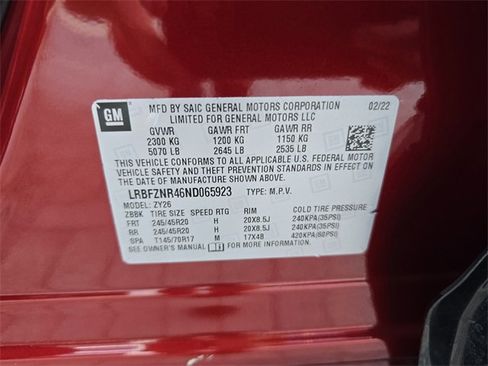 GM
MFD BY SAIC GENERAL MOTORS CORPORATION 02/22
LIMITED FOR GENERAL MOTORS LLC
GVWR GAWR FRT GAWR RR
2300 KG 1200 KG 1150 KG
5070 LB 2645 LB 2535 LB
THIS VEHICLE CONFORMS TO ALL APPLICABLE U.S. FEDERAL MOTOR
VEHICLE SAFETY, BUMPER, AND THEFT PREVENTION STANDARDS IN EFFECT ON
THE DATE OF MANUFACTURE SHOWN ABOVE.
LRBFZNR46ND065923 TYPE: M.P.V.
ZY26
ZBBK TIRE SIZE SPEED RTG RIM COLD TIRE PRESSURE
FRT 245/45R20 H 20X8.5J 240KPA(35PSI)
RR 245/45R20 H 20X8.5J 240KPA(35PSI)
SPA T145/70R17 M 17X4B 420KPA(60PSI)
SEE OWNER'S MANUAL FOR MORE INFORMATION.